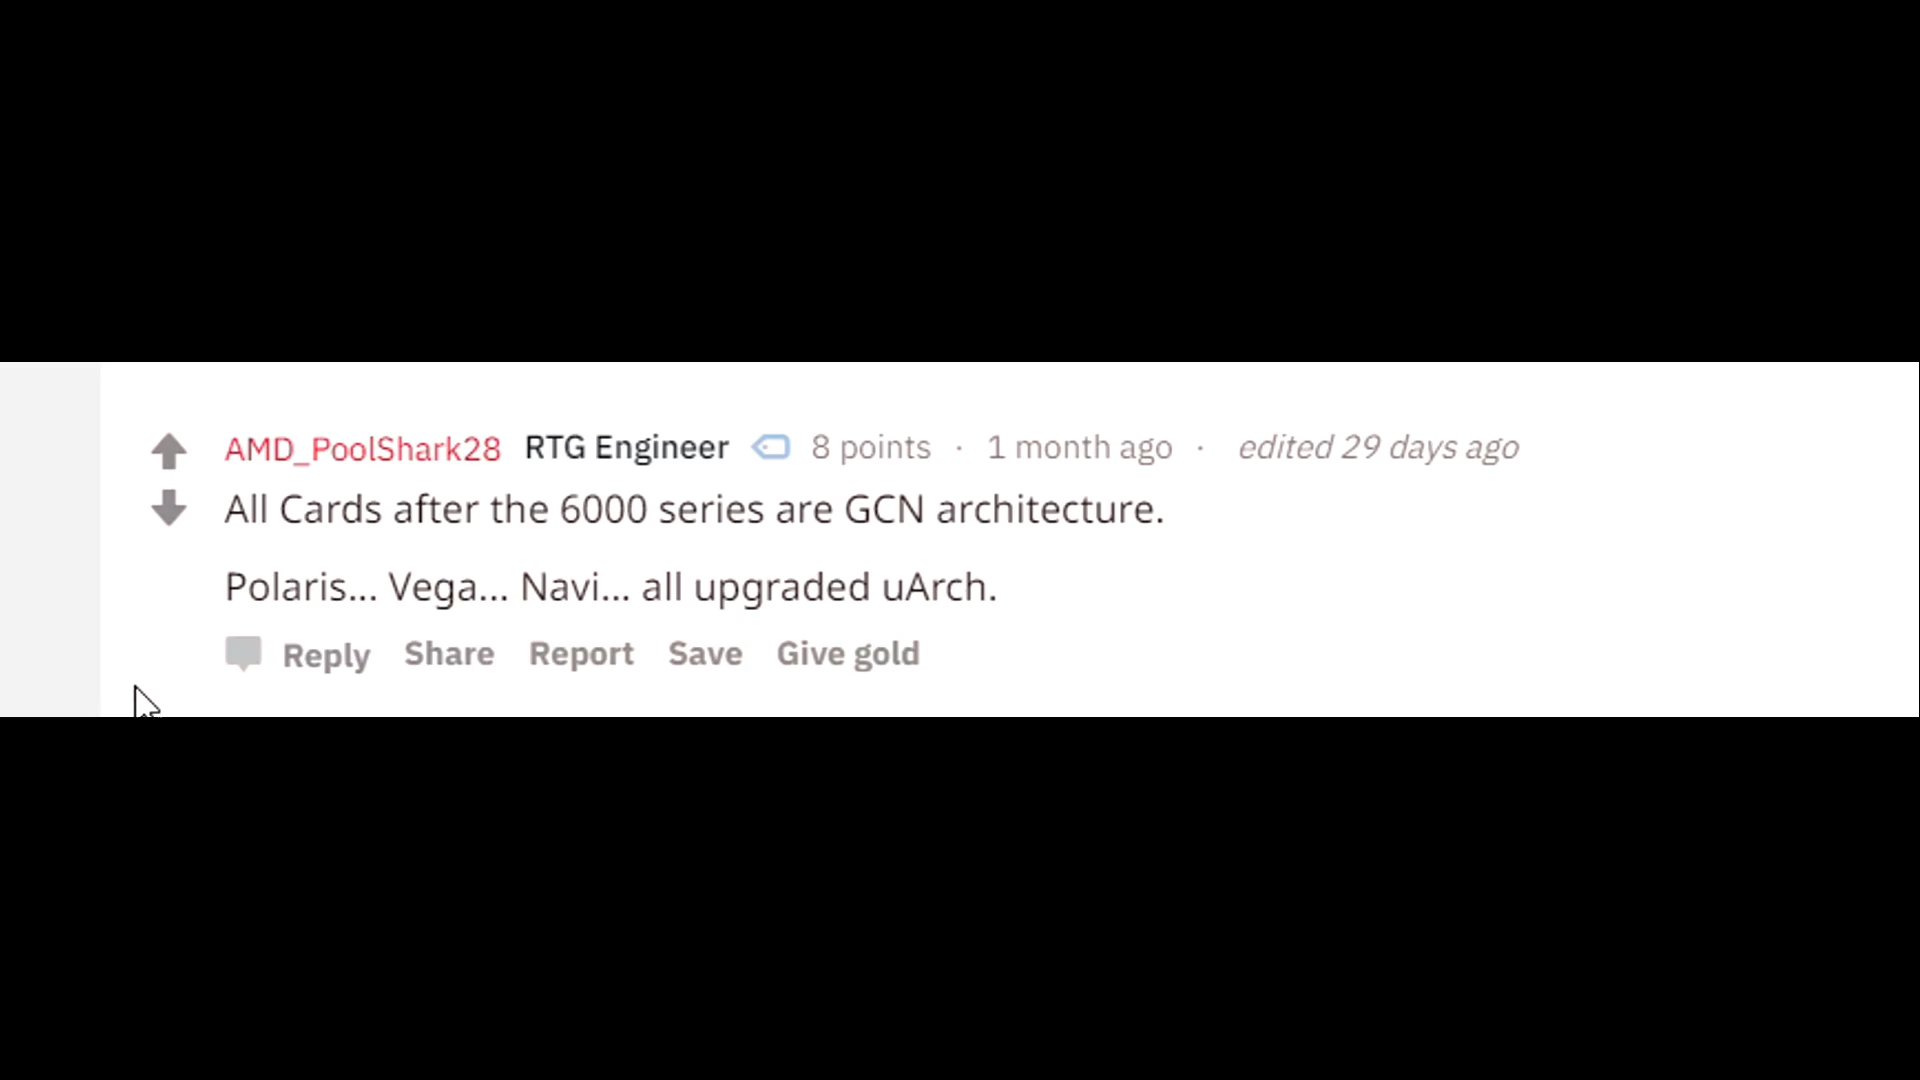 AMD_PoolShark28 RTG Engineer 8 points · 1 month ago · edited 29 days ago
All Cards after the 6000 series are GCN architecture.
Polaris... Vega... Navi... all upgraded uArch.
Reply Share Report Save Give gold